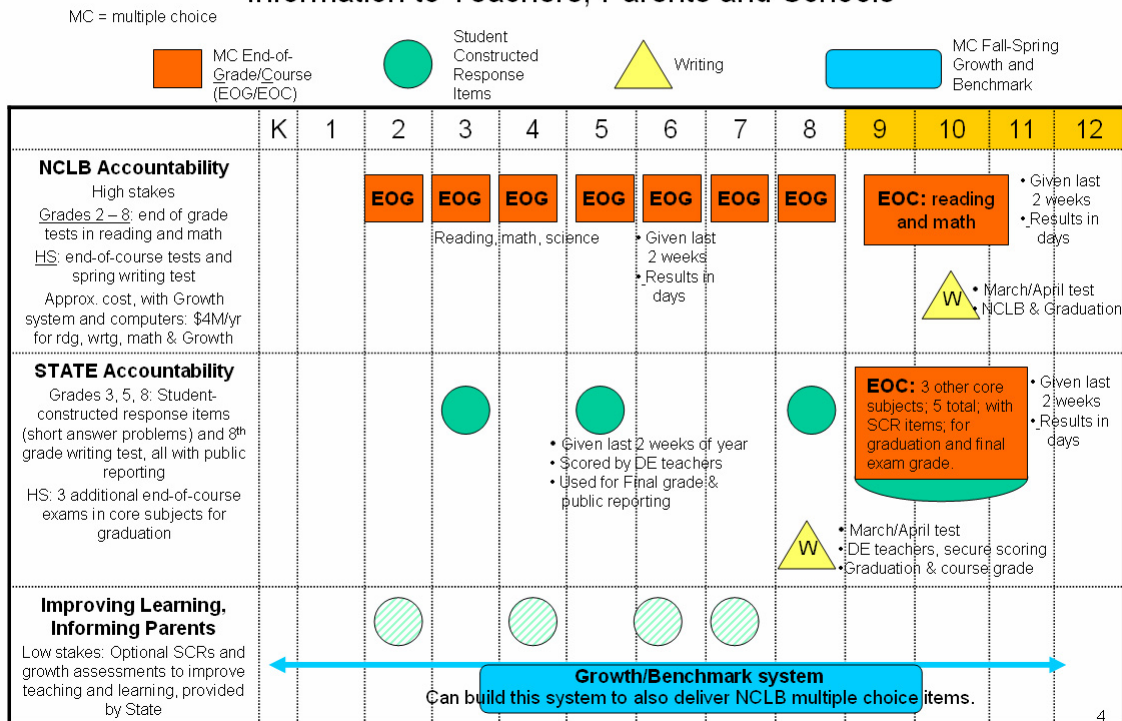 Information to Teachers, Parents and Schools
MC = multiple choice
MC End-of-
Grade/Course
(EOG/EOC)
Student
Constructed
Response
Items
Writing
MC Fall-Spring
Growth and
Benchmark
K 1 2 3 4 5 6 7 8 9 10 11 12
NCLB Accountability
High stakes
Grades 2 – 8: end of grade
tests in reading and math
HS: end-of-course tests and
spring writing test
Approx. cost, with Growth
system and computers: $4M/yr
for rdg, wrtg, math & Growth
EOG EOG EOG EOG EOG EOG EOG
Reading, math, science
• Given last
2 weeks
• Results in
days
EOC: reading
and math
• Given last
2 weeks
• Results in
days
W
• March/April test
• NCLB & Graduation
STATE Accountability
Grades 3, 5, 8: Student-
constructed response items
(short answer problems) and 8th
grade writing test, all with public
reporting
HS: 3 additional end-of-course
exams in core subjects for
graduation
• Given last 2 weeks of year
• Scored by DE teachers
• Used for Final grade &
public reporting
EOC: 3 other core
subjects; 5 total; with
SCR items; for
graduation and final
exam grade.
• Given last
2 weeks
• Results in
days
W
• March/April test
• DE teachers, secure scoring
• Graduation & course grade
Improving Learning,
Informing Parents
Low stakes: Optional SCRs and
growth assessments to improve
teaching and learning, provided
by State
Growth/Benchmark system
Can build this system to also deliver NCLB multiple choice items.
4